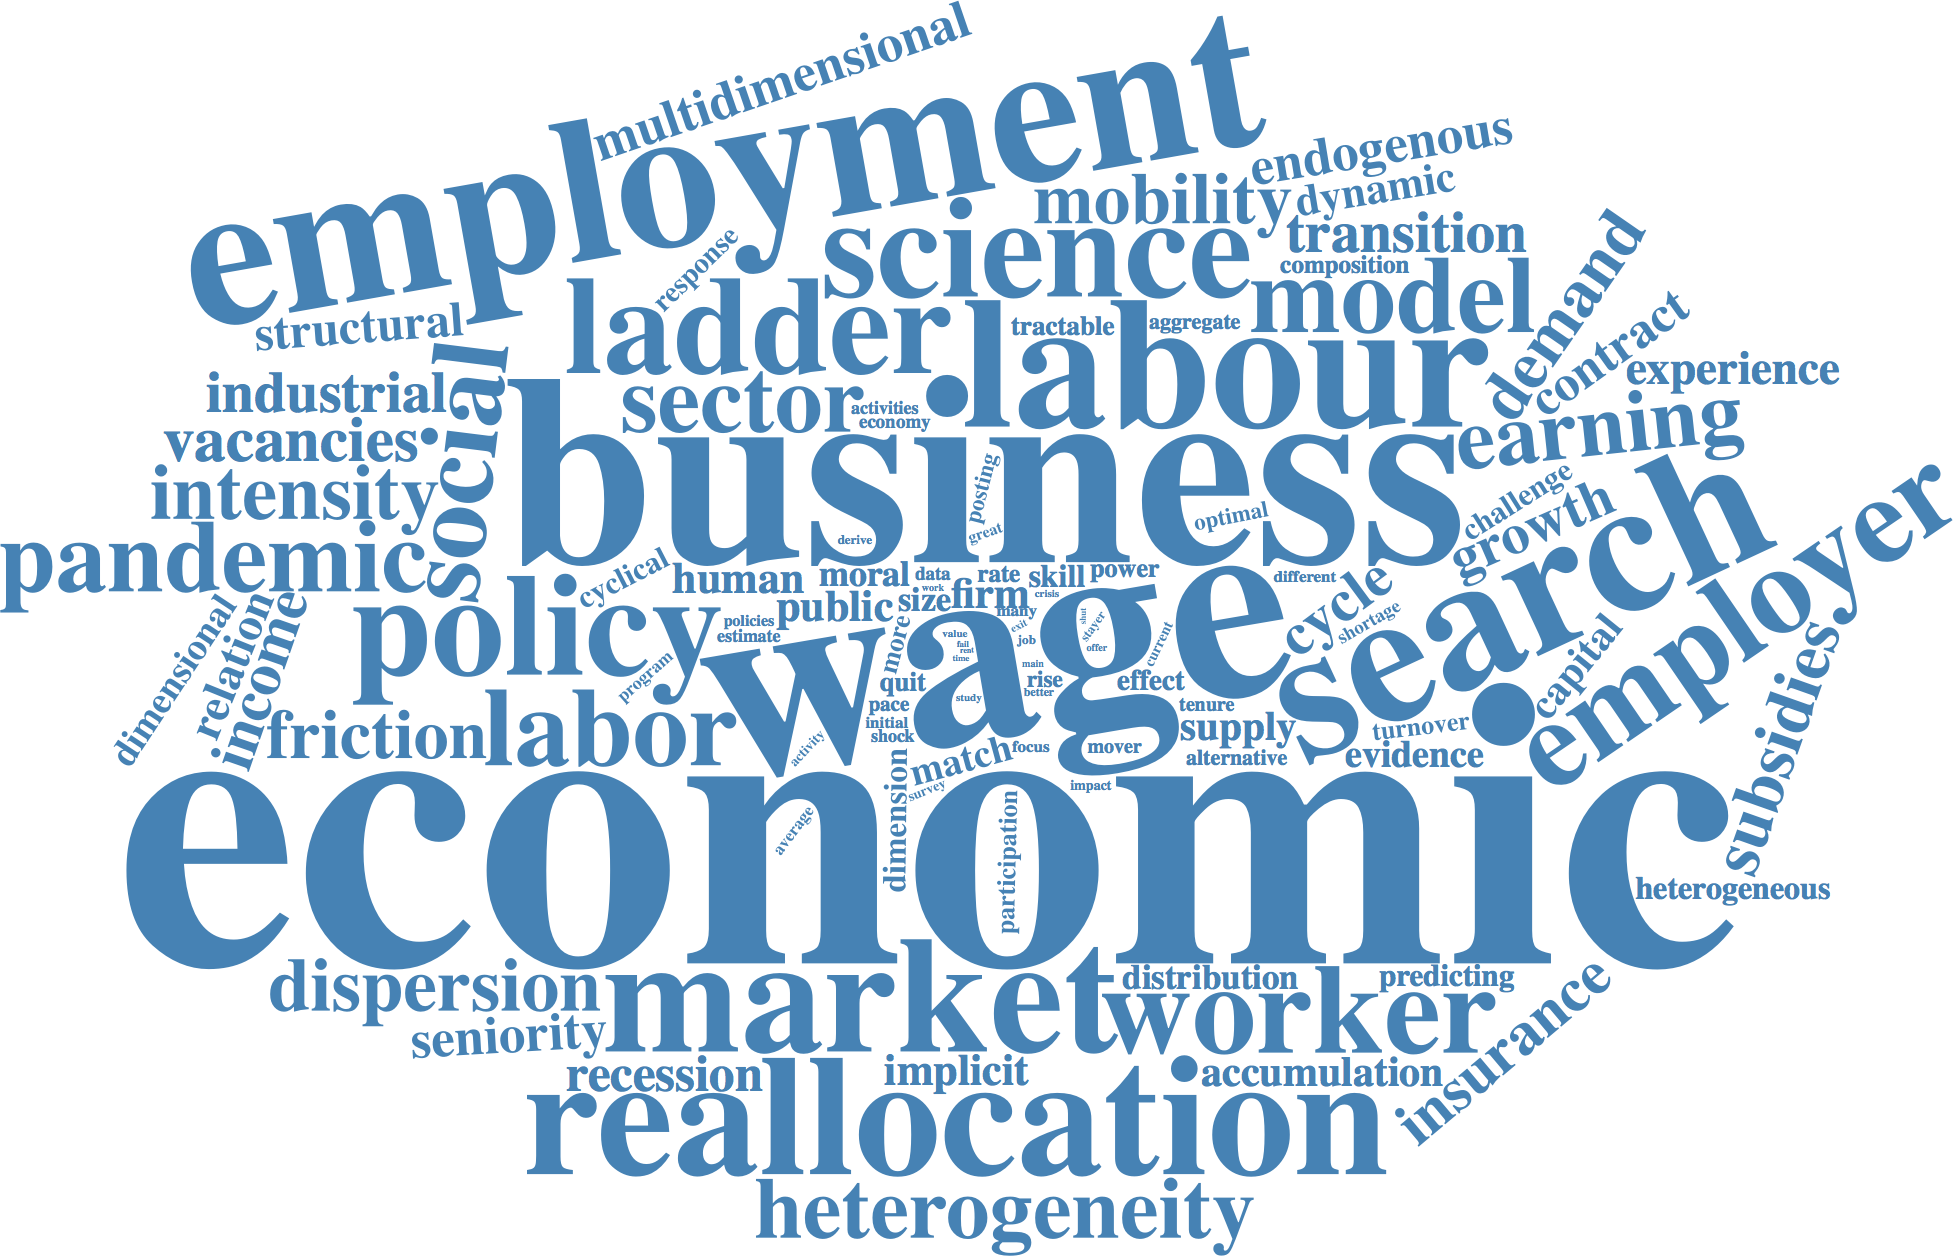 multidimensional
employment
endogenous
mobility
dynamic
science
transition
response
composition
structural
ladder
model
demand
tractable
aggregate
labour
contract
social
industrial
sector
activities
economy
experience
vacancies
business
earning
intensity
posting
great
optimal
derive
challenge
growth
search
pandemic
employer
cyclical
human
moral
data
work
rate
skill
crisis
power
different
policy
public
size
firm
many
cycle
shortage
dimensional
relation
income
policies
estimate
wage
more
value
fail
rent
time
exit
job
shut
stayer
offer
current
program
quit
main
rise
better
effect
capital
subsidies
friction
labor
pace
study
tenure
initial
shock
supply
turnover
activity
match
focus
mover
alternative
evidence
dimension
survey
impact
economic
average
participation
heterogeneous
dispersion
market
distribution
predicting
worker
insurance
seniority
recession
implicit
accumulation
reallocation
heterogeneity